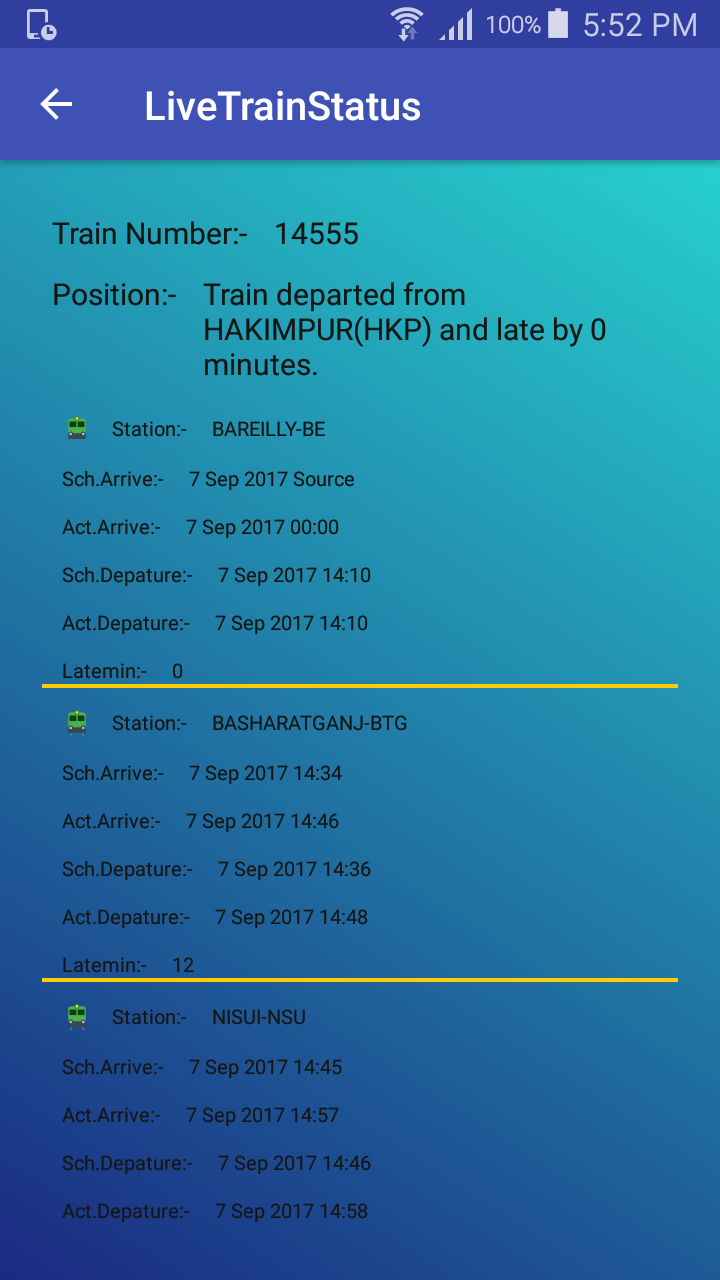 100% 5:52 PM
LiveTrainStatus
Train Number:- 14555
Position:- Train departed from
HAKIMPUR(HKP) and late by 0
minutes.
Station:- BAREILLY-BE
Sch.Arrive:- 7 Sep 2017 Source
Act.Arrive:- 7 Sep 2017 00:00
Sch.Depature:- 7 Sep 2017 14:10
Act.Depature:- 7 Sep 2017 14:10
Latemin:- 0
Station:- BASHARATGANJ-BTG
Sch.Arrive:- 7 Sep 2017 14:34
Act.Arrive:- 7 Sep 2017 14:46
Sch.Depature:- 7 Sep 2017 14:36
Act.Depature:- 7 Sep 2017 14:48
Latemin:- 12
Station:- NISUI-NSU
Sch.Arrive:- 7 Sep 2017 14:45
Act.Arrive:- 7 Sep 2017 14:57
Sch.Depature:- 7 Sep 2017 14:46
Act.Depature:- 7 Sep 2017 14:58